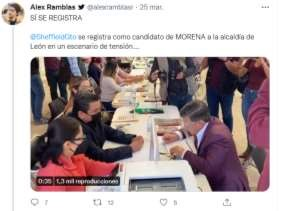 Alex Ramblas @alexramblasr · 25 mar.
SÍ SE REGISTRA
@SheffieldGto se registra como candidato de MORENA a la alcaldía de
León en un escenario de tensión...
0:35 1,3 mil reproducciones
7 12 5